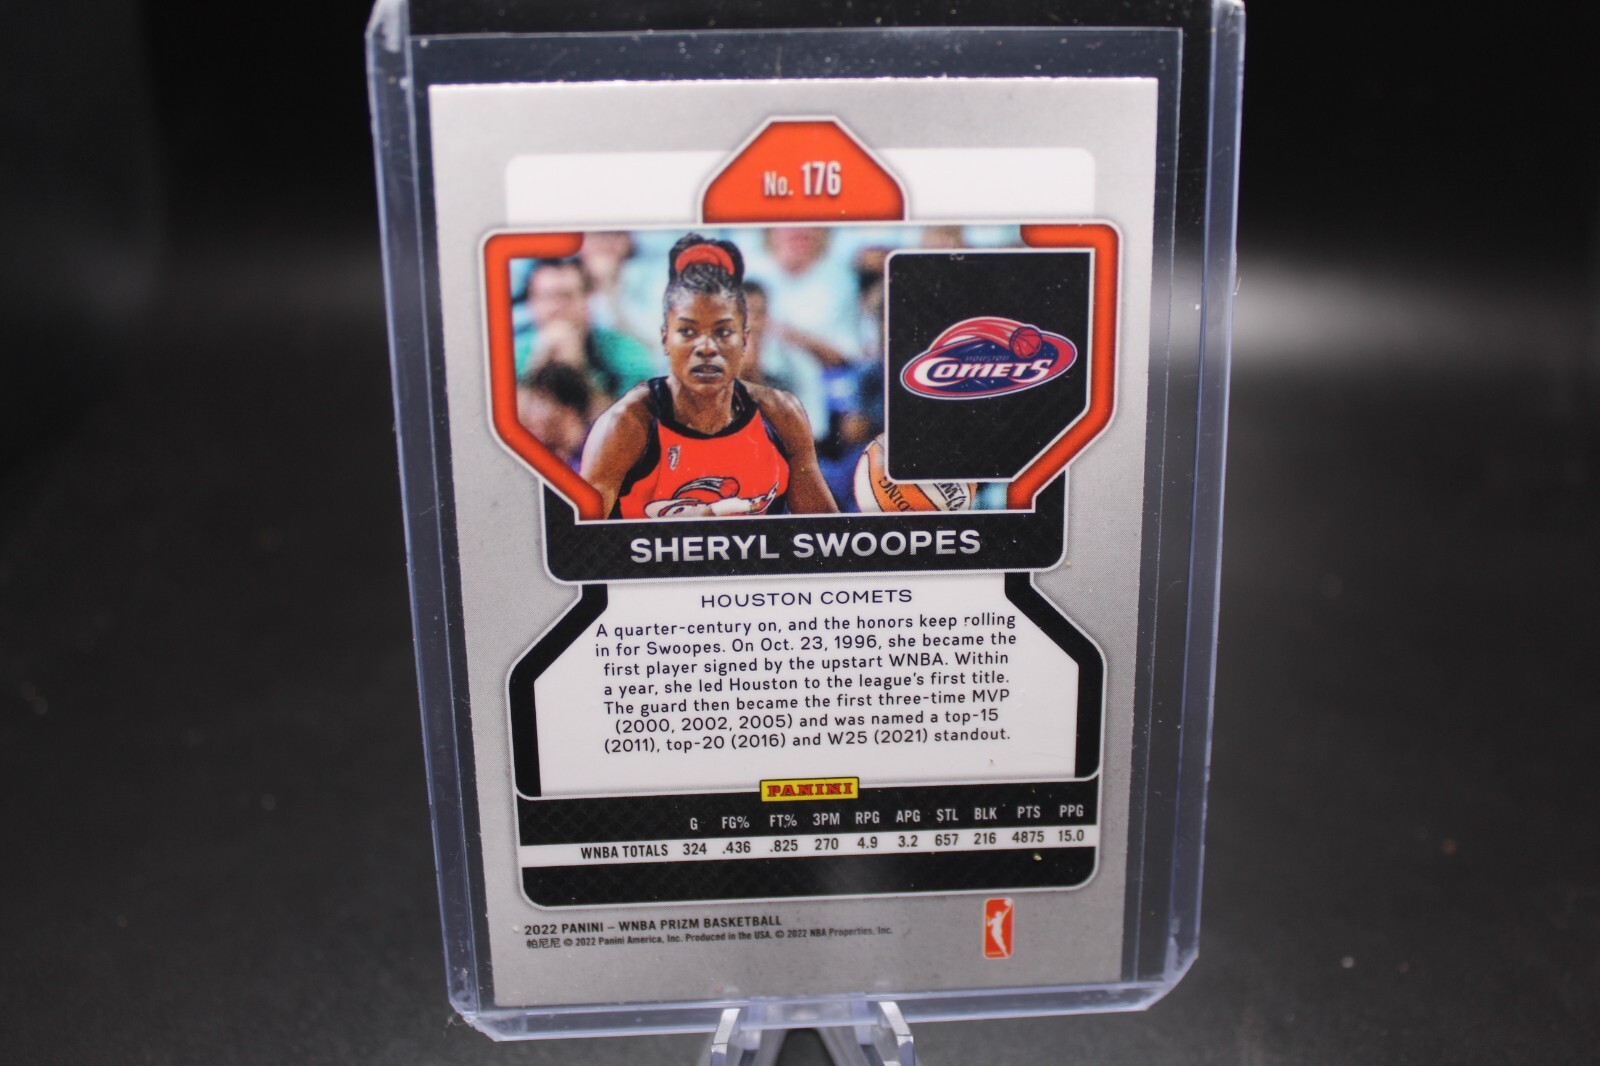 No. 176
HOUSTON
COMETS
DING
SHERYL SWOOPES
HOUSTON COMETS
A quarter-century on, and the honors keep rolling
in for Swoopes. On Oct. 23, 1996, she became the
first player signed by the upstart WNBA. Within
a year, she led Houston to the league's first title.
The guard then became the first three-time MVP
(2000, 2002, 2005) and was named a top-15
(2011), top-20 (2016) and W25 (2021) standout.
PANINI
G FG% FT.% 3PM RPG APG STL BLK PTS PPG
WNBA TOTALS 324 .436 .825 270 4.9 3.2 657 216 4875 15.0
2022 PANINI – WNBA PRIZM BASKETBALL
帕尼尼 © 2022 Panini America, Inc. Produced in the USA. © 2022 NBA Properties, Inc.